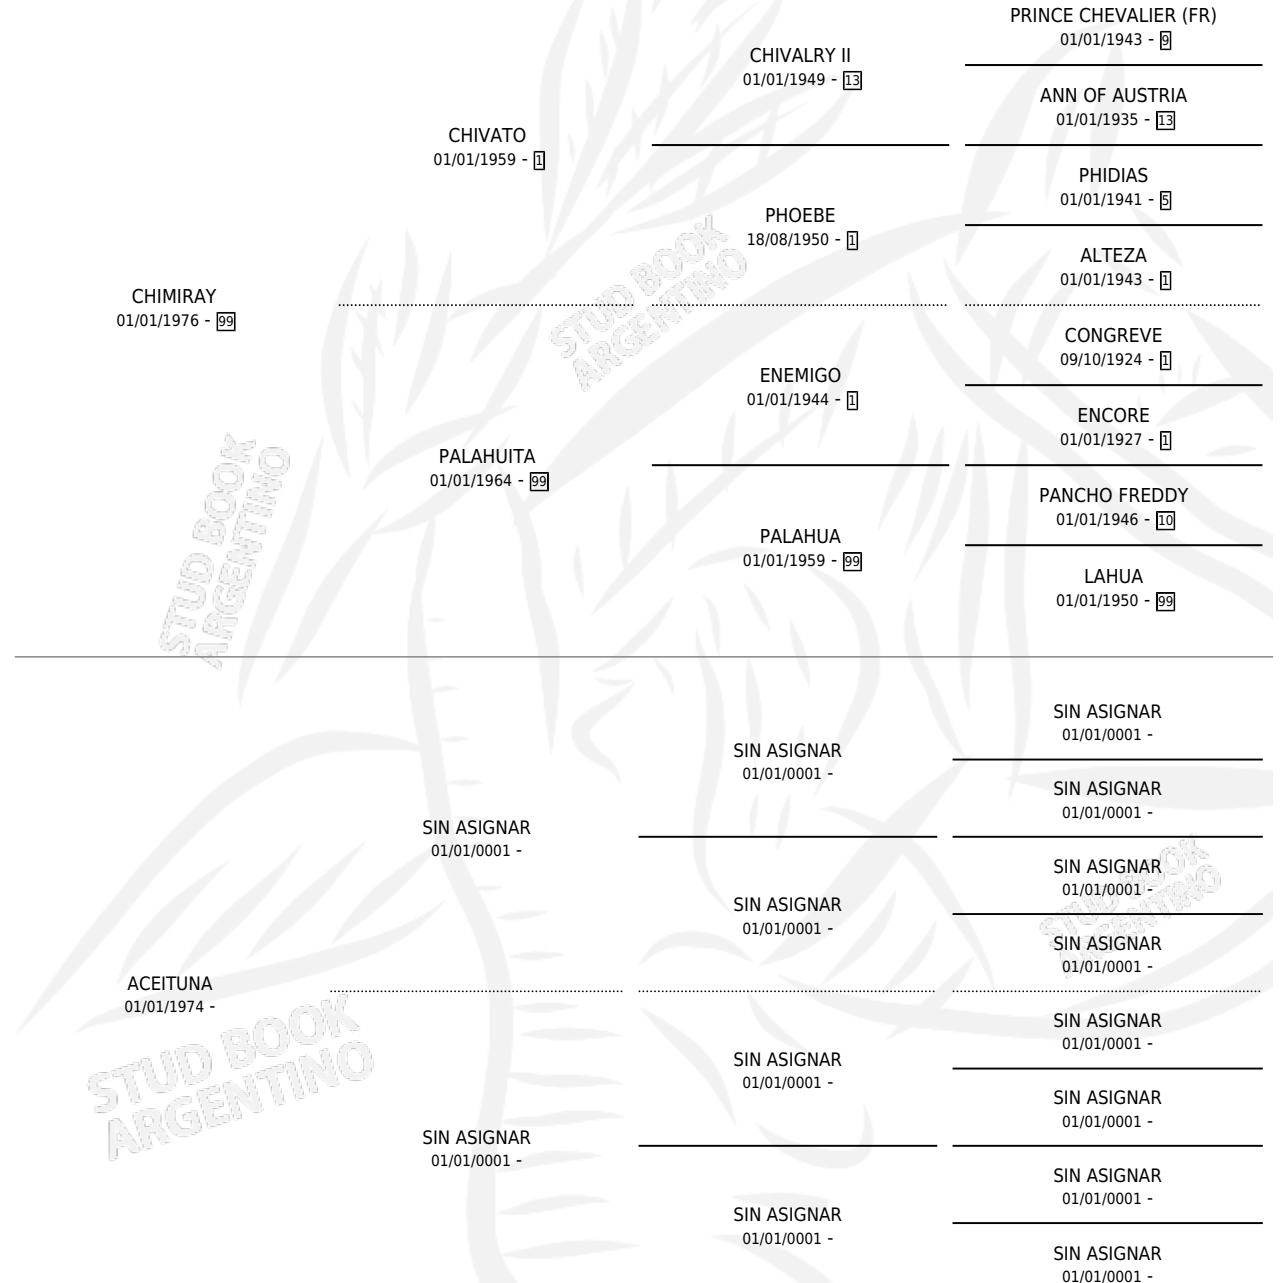 PRINCE CHEVALIER (FR)
01/01/1943 - 9
CHIVALRY II
01/01/1949 - 13
ANN OF AUSTRIA
01/01/1935 - 13
CHIVATO
01/01/1959 - 1
PHIDIAS
01/01/1941 - 5
PHOEBE
18/08/1950 - 1
ALTEZA
01/01/1943 - 1
CHIMIRAY
01/01/1976 - 99
CONGREVE
09/10/1924 - 1
ENEMIGO
01/01/1944 - 1
ENCORE
01/01/1927 - 1
PALAHUITA
01/01/1964 - 99
PANCHO FREDDY
01/01/1946 - 10
PALAHUA
01/01/1959 - 99
LAHUA
01/01/1950 - 99
STUD BOOK
ARGENTINO
STUD BOOK
ARGENTINO
SIN ASIGNAR
01/01/0001 -
SIN ASIGNAR
01/01/0001 -
SIN ASIGNAR
01/01/0001 -
SIN ASIGNAR
01/01/0001 -
SIN ASIGNAR
01/01/0001 -
SIN ASIGNAR
01/01/0001 -
SIN ASIGNAR
01/01/0001 -
ACEITUNA
01/01/1974 -
SIN ASIGNAR
01/01/0001 -
SIN ASIGNAR
01/01/0001 -
SIN ASIGNAR
01/01/0001 -
SIN ASIGNAR
01/01/0001 -
SIN ASIGNAR
01/01/0001 -
SIN ASIGNAR
01/01/0001 -
SIN ASIGNAR
01/01/0001 -
STUD BOOK
ARGENTINO
STUD BOOK
ARGENTINO